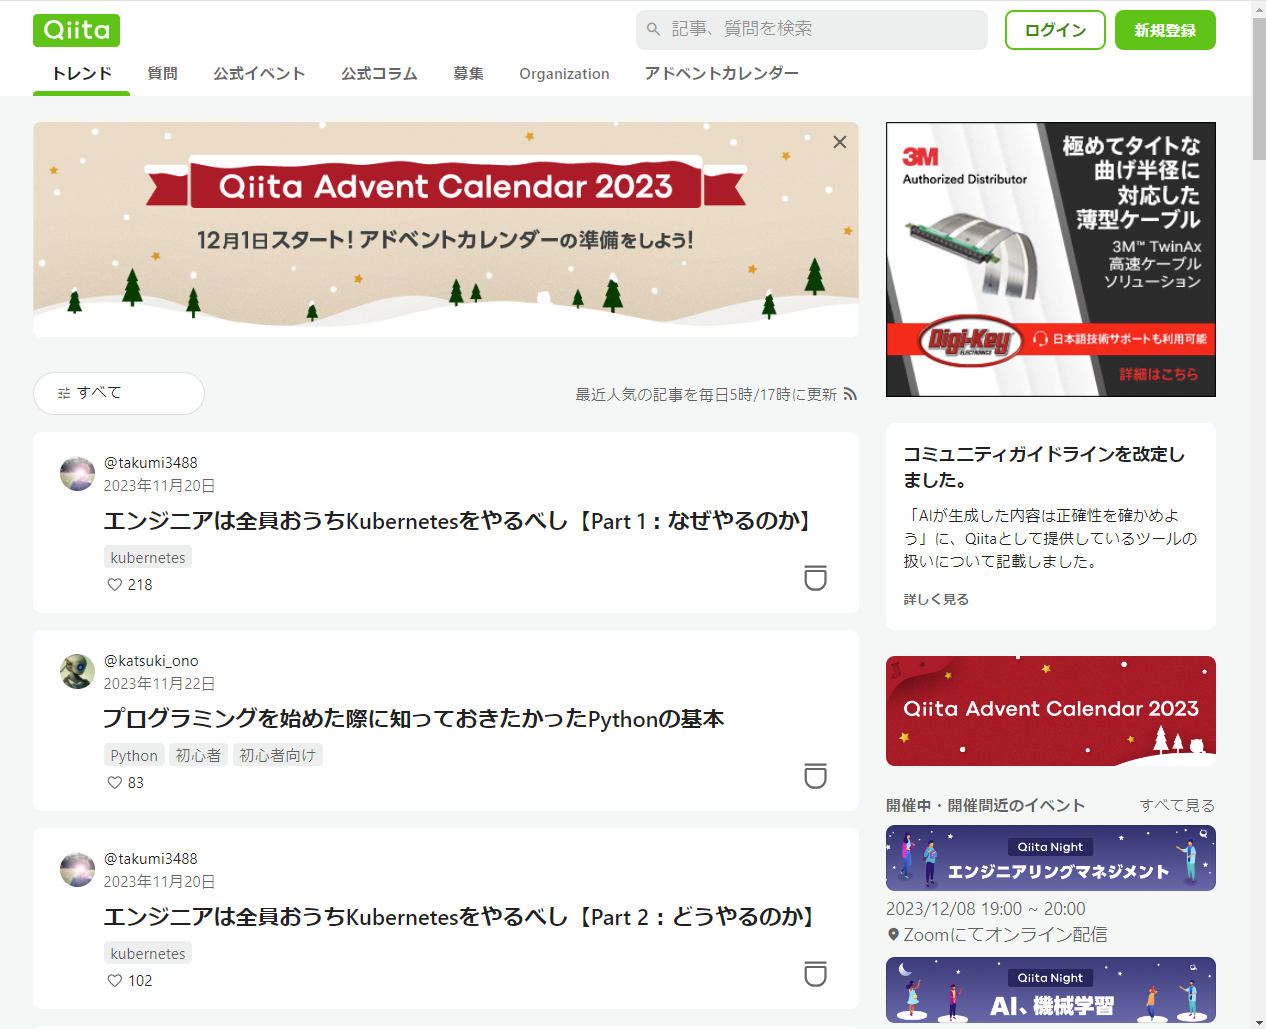 Qiita
記事、質問を検索
ログイン
新規登録
トレンド
質問
公式イベント
公式コラム
募集
Organization
アドベントカレンダー
Qiita Advent Calendar 2023
12月1日スタート！アドベントカレンダーの準備をしよう！
すべて
最近人気の記事を毎日5時/17時に更新
@takumi3488
2023年11月20日
エンジニアは全員おうちKubernetesをやるべし【Part 1：なぜやるのか】
kubernetes
218
@katsuki_ono
2023年11月22日
プログラミングを始めた際に知っておきたかったPythonの基本
Python 初心者 初心者向け
83
@takumi3488
2023年11月20日
エンジニアは全員おうちKubernetesをやるべし【Part 2：どうやるのか】
kubernetes
102
3M
Authorized Distributor
極めてタイトな
曲げ半径に
対応した
薄型ケーブル
3M™ TwinAx
高速ケーブル
ソリューション
Digi-Key
ELECTRONICS
日本語技術サポートも利用可能
詳細はこちら
コミュニティガイドラインを改定し
ました。
「AIが生成した内容は正確性を確かめよ
う」に、Qiitaとして提供しているツールの
扱いについて記載しました。
詳しく見る
Qiita Advent Calendar 2023
開催中・開催間近のイベント
すべて見る
Qiita Night
エンジニアリングマネジメント
2023/12/08 19:00 ~ 20:00
Zoomにてオンライン配信
Qiita Night
AI、機械学習